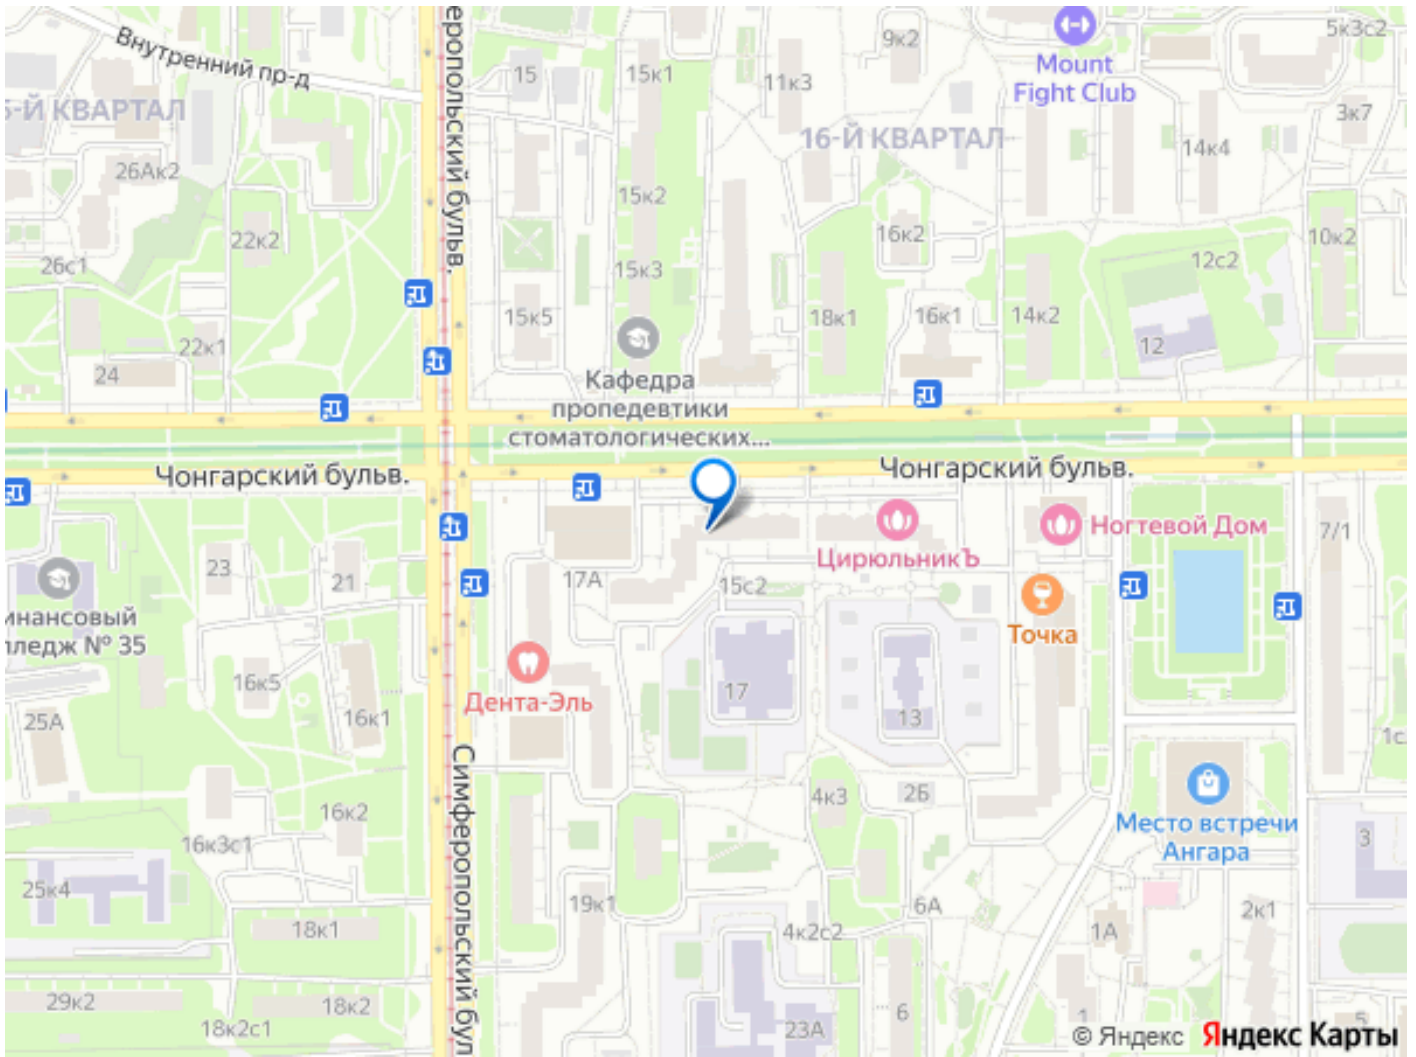 Внутренний пр-д
еропольский бульв.
15
15к1
11к3
9к2
Mount
Fight Club
5к3с2
3к7
5-Й КВАРТАЛ
16-Й КВАРТАЛ
14к4
26Ак2
15к2
22к2
16к2
10к2
26с1
15к3
12с2
15к5
18к1
16к1
14к2
12
22к1
24
Кафедра
пропедевтики
стоматологических...
Чонгарский бульв.
Чонгарский бульв.
ЦирюльникЪ
Ногтевой Дом
7/1
23
21
17А
15с2
Точка
инансовый
лледж № 35
16к5
Дента-Эль
17
13
25А
16к1
1с
Симферопольский бул
4к3
2Б
16к2
16к3с1
Место встречи
Ангара
3
25к4
19к1
6А
2к1
18к1
4к2с2
1А
29к2
18к2
18к2с1
23А
6
1
5
© Яндекс Яндекс Карты